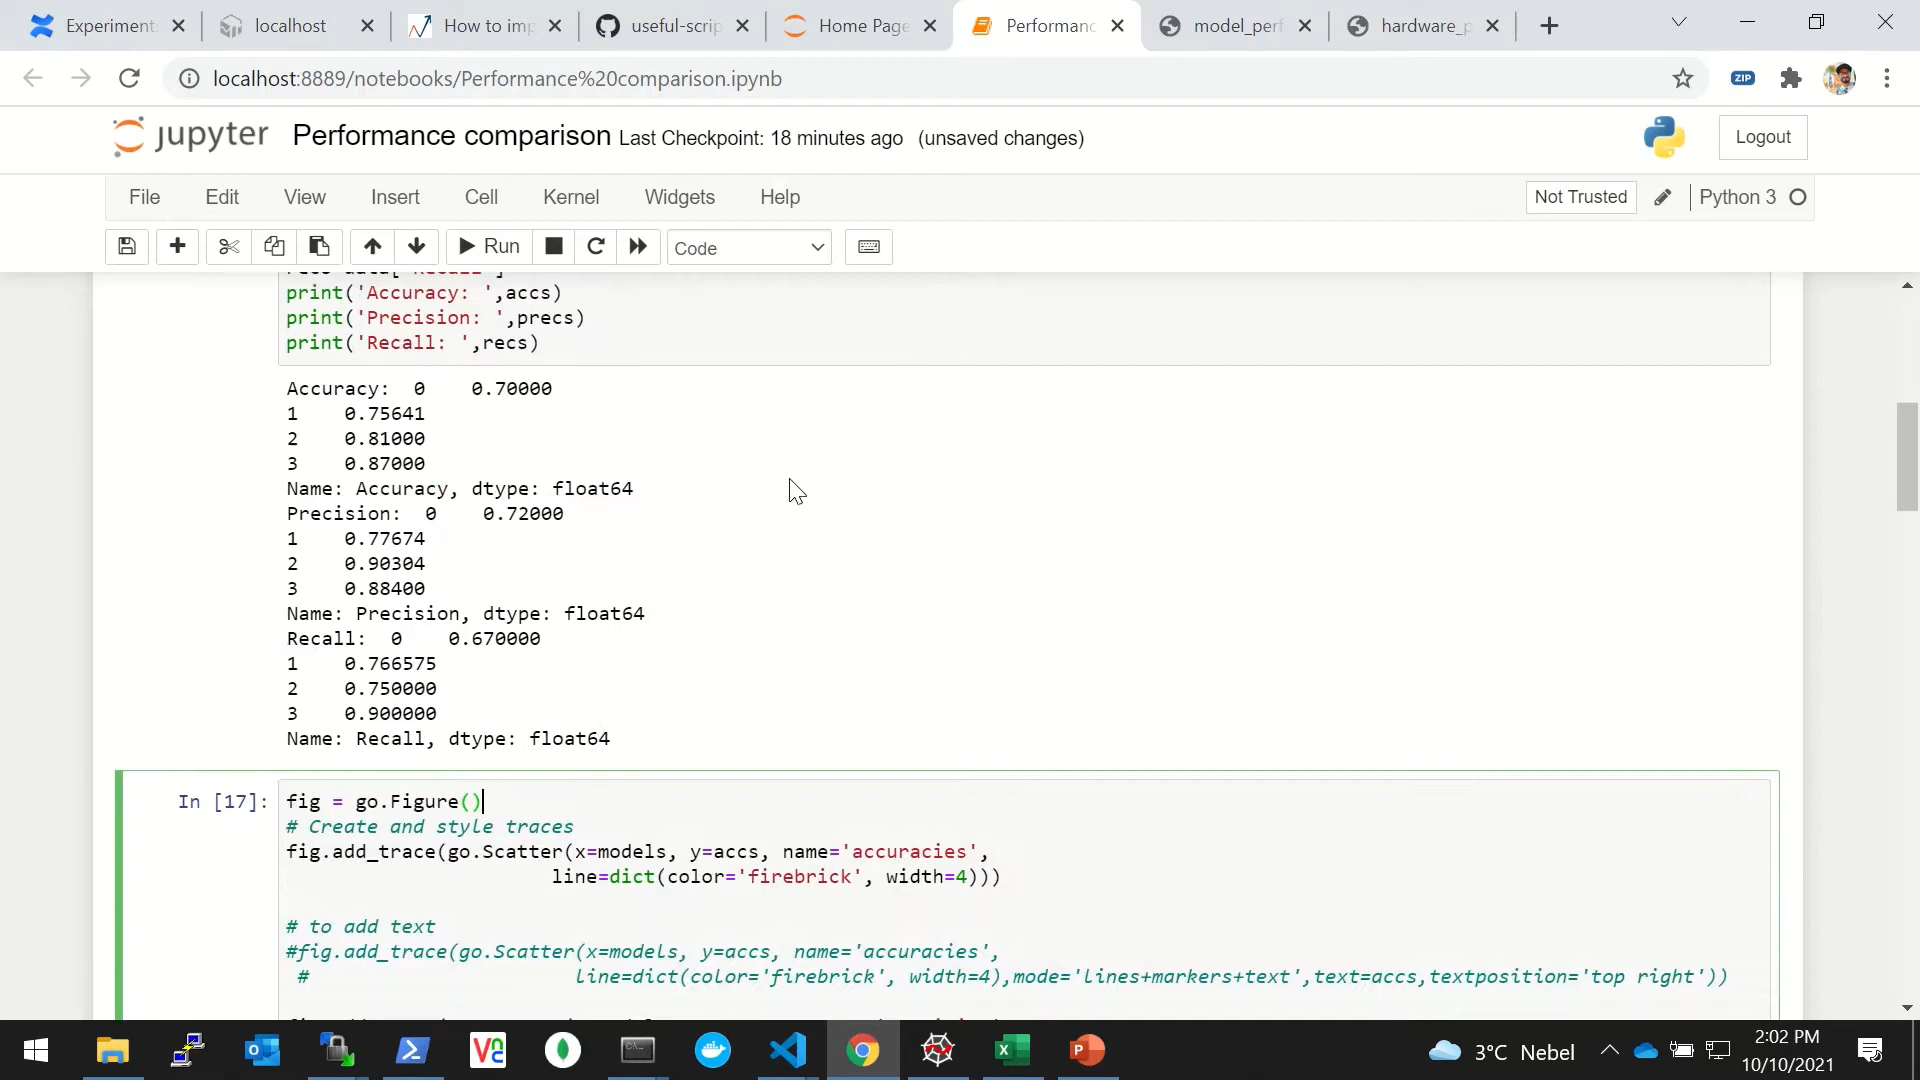 Experiment
localhost
How to imp
useful-scrip
Home Page
Performanc
model_perf
hardware_p
localhost:8889/notebooks/Performance%20comparison.ipynb
ZIP
jupyter Performance comparison Last Checkpoint: 18 minutes ago (unsaved changes)
Logout
File Edit View Insert Cell Kernel Widgets Help
Not Trusted
Python 3
Run
Code
print('Accuracy: ',accs)
print('Precision: ',precs)
print('Recall: ',recs)
Accuracy:  0    0.70000
1    0.75641
2    0.81000
3    0.87000
Name: Accuracy, dtype: float64
Precision:  0    0.72000
1    0.77674
2    0.90304
3    0.88400
Name: Precision, dtype: float64
Recall:  0    0.670000
1    0.766575
2    0.750000
3    0.900000
Name: Recall, dtype: float64
In [17]:
fig = go.Figure()
# Create and style traces
fig.add_trace(go.Scatter(x=models, y=accs, name='accuracies',
line=dict(color='firebrick', width=4)))
# to add text
#fig.add_trace(go.Scatter(x=models, y=accs, name='accuracies',
# line=dict(color='firebrick', width=4),mode='lines+markers+text',text=accs,textposition='top right'))
3°C Nebel
2:02 PM
10/10/2021